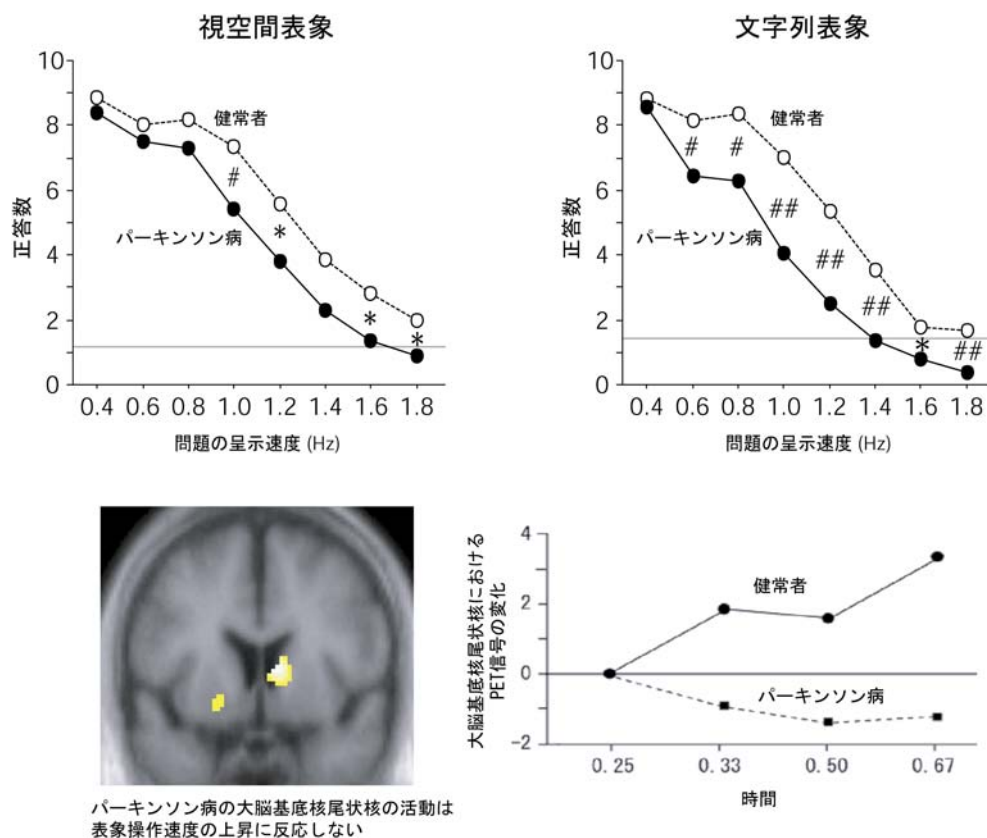 視空間表象
10
8
6
4
2
0
正答数
健常者
#
*
パーキンソン病
*
*
0.4 0.6 0.8 1.0 1.2 1.4 1.6 1.8
問題の呈示速度 (Hz)
文字列表象
10
8
6
4
2
0
正答数
健常者
# #
##
パーキンソン病
##
##
*
##
0.4 0.6 0.8 1.0 1.2 1.4 1.6 1.8
問題の呈示速度 (Hz)
パーキンソン病の大脳基底核尾状核の活動は
表象操作速度の上昇に反応しない
大脳基底核尾状核における
PET信号の変化
4
2
0
-2
健常者
パーキンソン病
0.25 0.33 0.50 0.67
時間